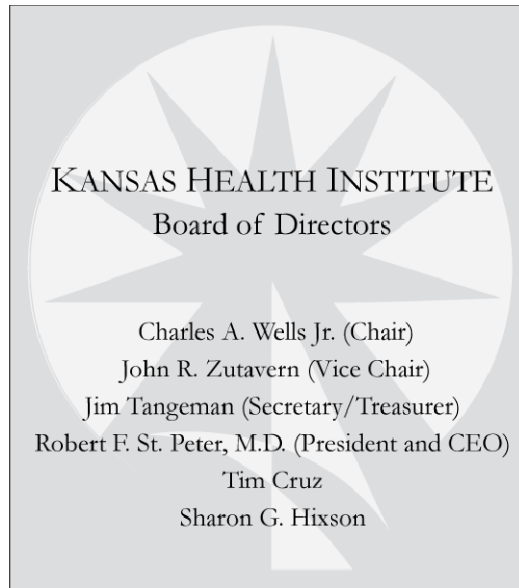 KANSAS HEALTH INSTITUTE
Board of Directors
Charles A. Wells Jr. (Chair)
John R. Zutavern (Vice Chair)
Jim Tangeman (Secretary/Treasurer)
Robert F. St. Peter, M.D. (President and CEO)
Tim Cruz
Sharon G. Hixson